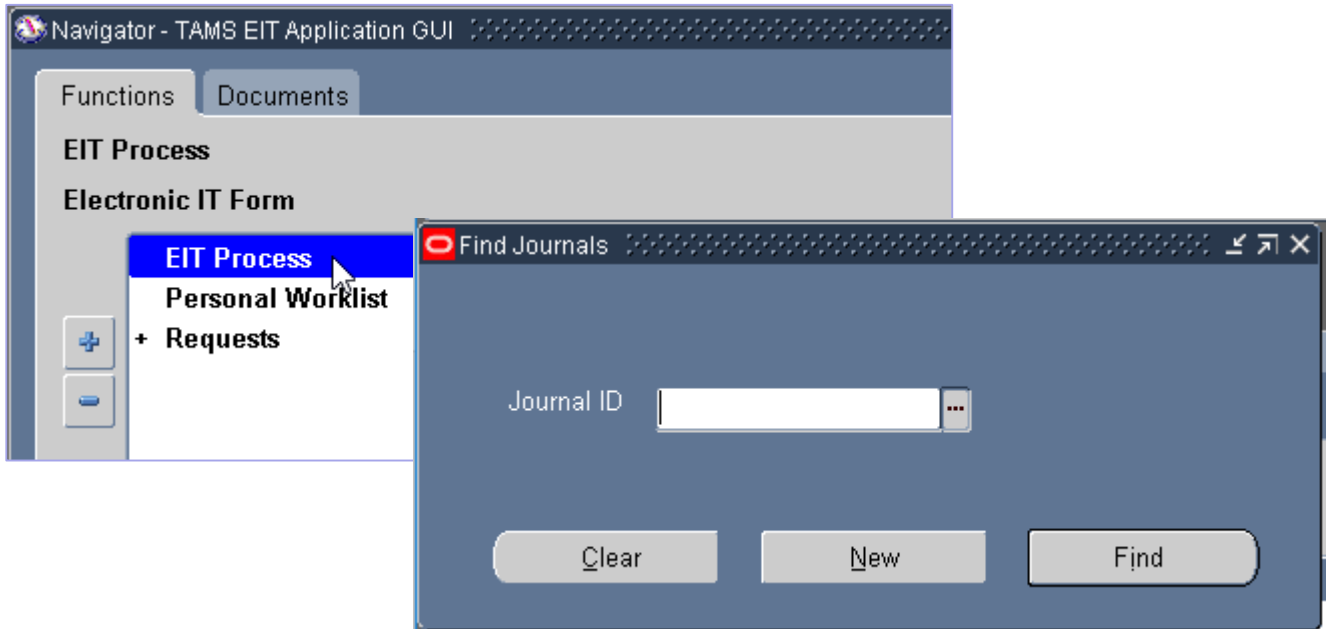 Navigator - TAMS EIT Application GUI
Functions Documents
EIT Process
Electronic IT Form
EIT Process
Personal Worklist
+ Requests
Find Journals
Journal ID
Clear New Find